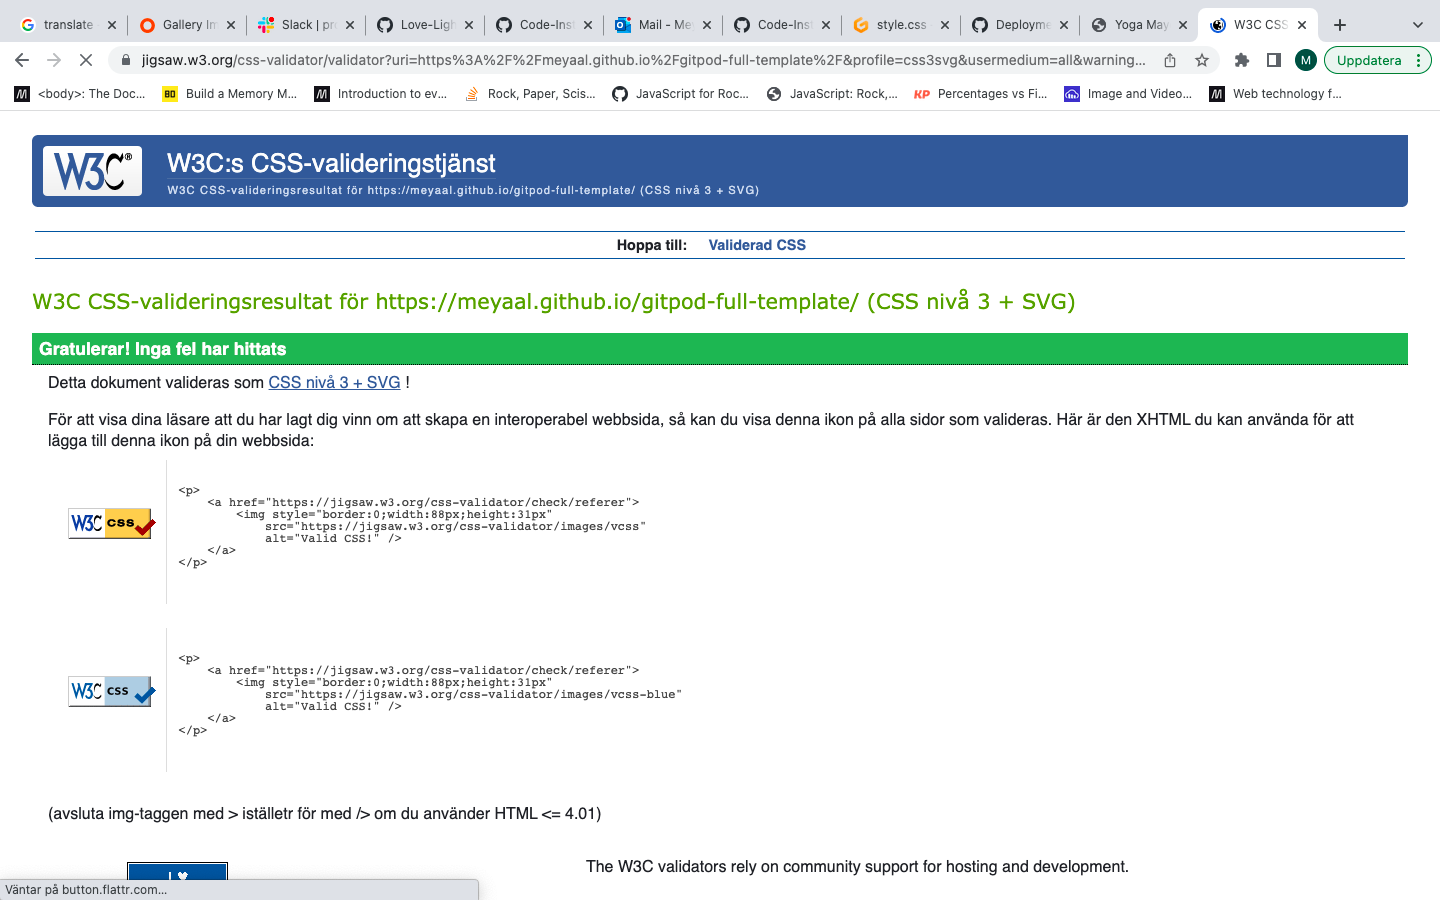 translate
Gallery Im
Slack | pro
Love-Ligh
Code-Inst
Mail - Mey
Code-Inst
style.css
Deployme
Yoga May
W3C CSS
jigsaw.w3.org/css-validator/validator?uri=https%3A%2F%2Fmeyaal.github.io%2Fgitpod-full-template%2F&profile=css3svg&usermedium=all&warning...
M
Uppdatera
<body>: The Doc...
Build a Memory M...
Introduction to ev...
Rock, Paper, Scis...
JavaScript for Roc...
JavaScript: Rock,...
Percentages vs Fi...
Image and Video...
Web technology f...
W3C®
W3C:s CSS-valideringstjänst
W3C CSS-valideringsresultat för https://meyaal.github.io/gitpod-full-template/ (CSS nivå 3 + SVG)
Hoppa till: Validerad CSS
W3C CSS-valideringsresultat för https://meyaal.github.io/gitpod-full-template/ (CSS nivå 3 + SVG)
Gratulerar! Inga fel har hittats
Detta dokument valideras som CSS nivå 3 + SVG !
För att visa dina läsare att du har lagt dig vinn om att skapa en interoperabel webbsida, så kan du visa denna ikon på alla sidor som valideras. Här är den XHTML du kan använda för att
lägga till denna ikon på din webbsida:
W3C CSS
<p>
<a href="https://jigsaw.w3.org/css-validator/check/referer">
<img style="border:0;width:88px;height:31px"
src="https://jigsaw.w3.org/css-validator/images/vcss"
alt="Valid CSS!" />
</a>
</p>
W3C CSS
<p>
<a href="https://jigsaw.w3.org/css-validator/check/referer">
<img style="border:0;width:88px;height:31px"
src="https://jigsaw.w3.org/css-validator/images/vcss-blue"
alt="Valid CSS!" />
</a>
</p>
(avsluta img-taggen med > iställetr för med /> om du använder HTML <= 4.01)
I ♥
The W3C validators rely on community support for hosting and development.
Väntar på button.flattr.com...